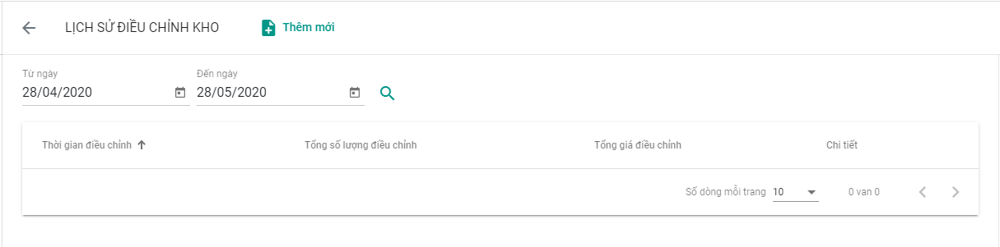 LỊCH SỬ ĐIỀU CHỈNH KHO Thêm mới
Từ ngày Đến ngày
28/04/2020 28/05/2020
Thời gian điều chỉnh Tổng số lượng điều chỉnh Tổng giá điều chỉnh Chi tiết
Số dòng mỗi trang 10 0 van 0